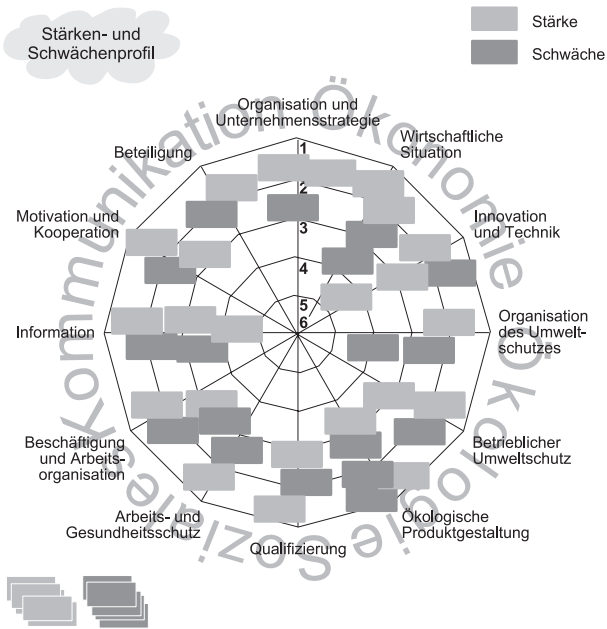 Stärken- und
Schwächenprofil
Stärke
Schwäche
Organisation und
Unternehmensstrategie
Wirtschaftliche
Situation
Beteiligung
Motivation und
Kooperation
Innovation
und Technik
Information
Organisation
des Umwelt-
schutzes
Beschäftigung
und Arbeits-
organisation
Betrieblicher
Umweltschutz
Arbeits- und
Gesundheitsschutz
Ökologische
Produktgestaltung
Qualifizierung
1
2
3
4
5
6
Kommunikation
Ökonomie
Ökologie
Soziales